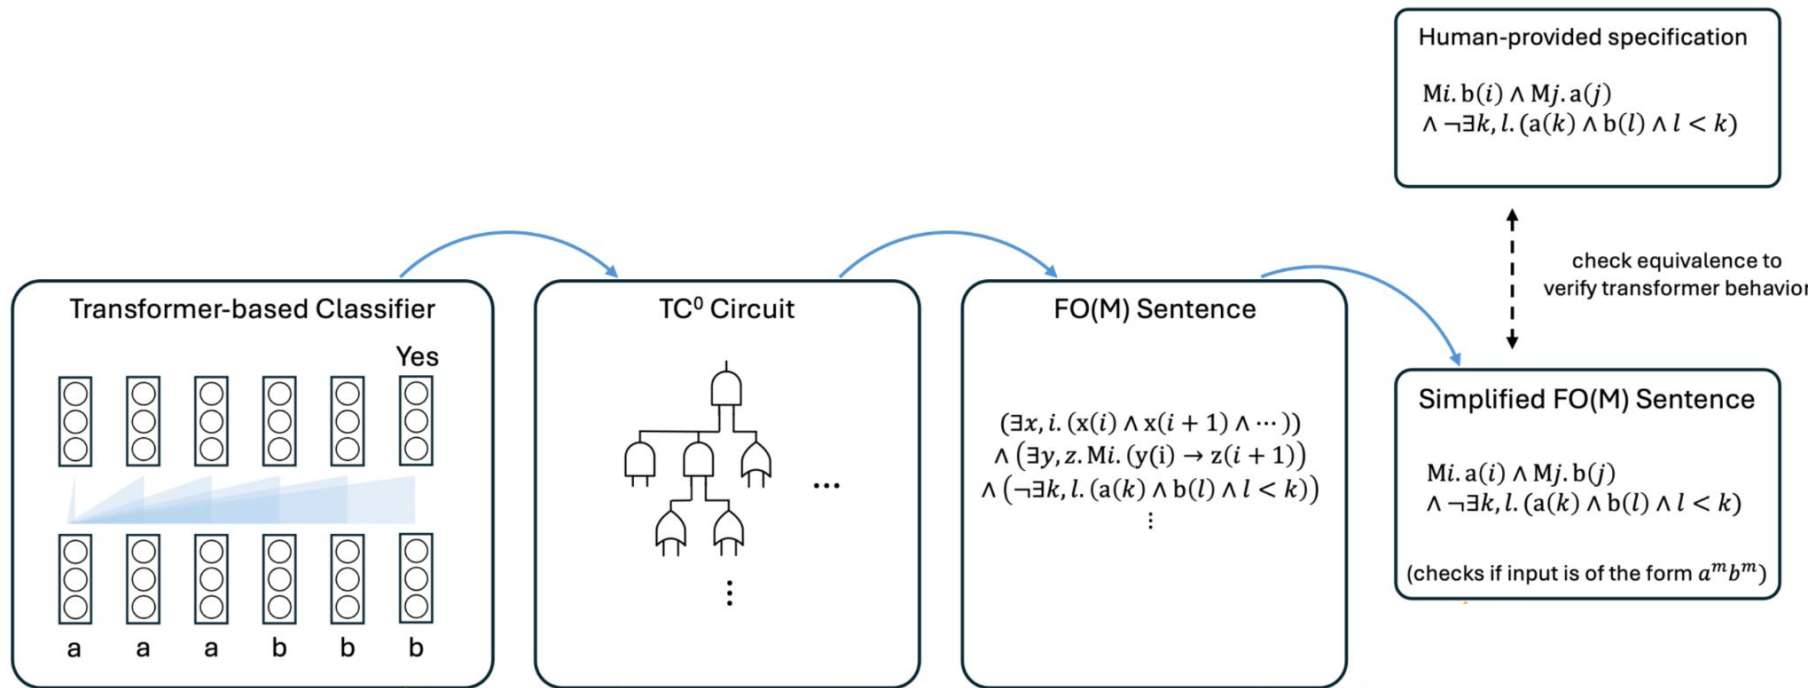 Human-provided specification
Mi. b(i) ∧ Mj. a(j)
∧ ¬∃k, l. (a(k) ∧ b(l) ∧ l < k)
check equivalence to
verify transformer behavior
Transformer-based Classifier
Yes
a a a b b b
TC⁰ Circuit
...
⋮
FO(M) Sentence
(∃x, i. (x(i) ∧ x(i + 1) ∧ ⋯ ))
∧ (∃y, z. Mi. (y(i) → z(i + 1))
∧ (¬∃k, l. (a(k) ∧ b(l) ∧ l < k))
⋮
Simplified FO(M) Sentence
Mi. a(i) ∧ Mj. b(j)
∧ ¬∃k, l. (a(k) ∧ b(l) ∧ l < k)
(checks if input is of the form aᵐbᵐ)